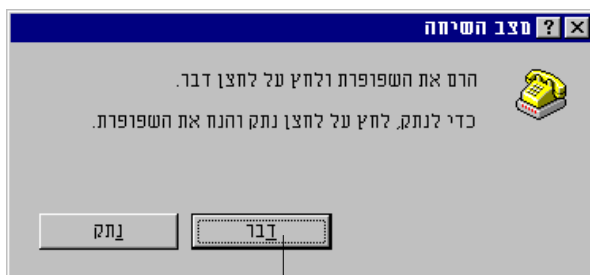 מצב השיחה
הרם את השפופרת ולחץ על לחצן דבר.
כדי לנתק, לחץ על לחצן נתק והנח את השפופרת.
דבר
נתק